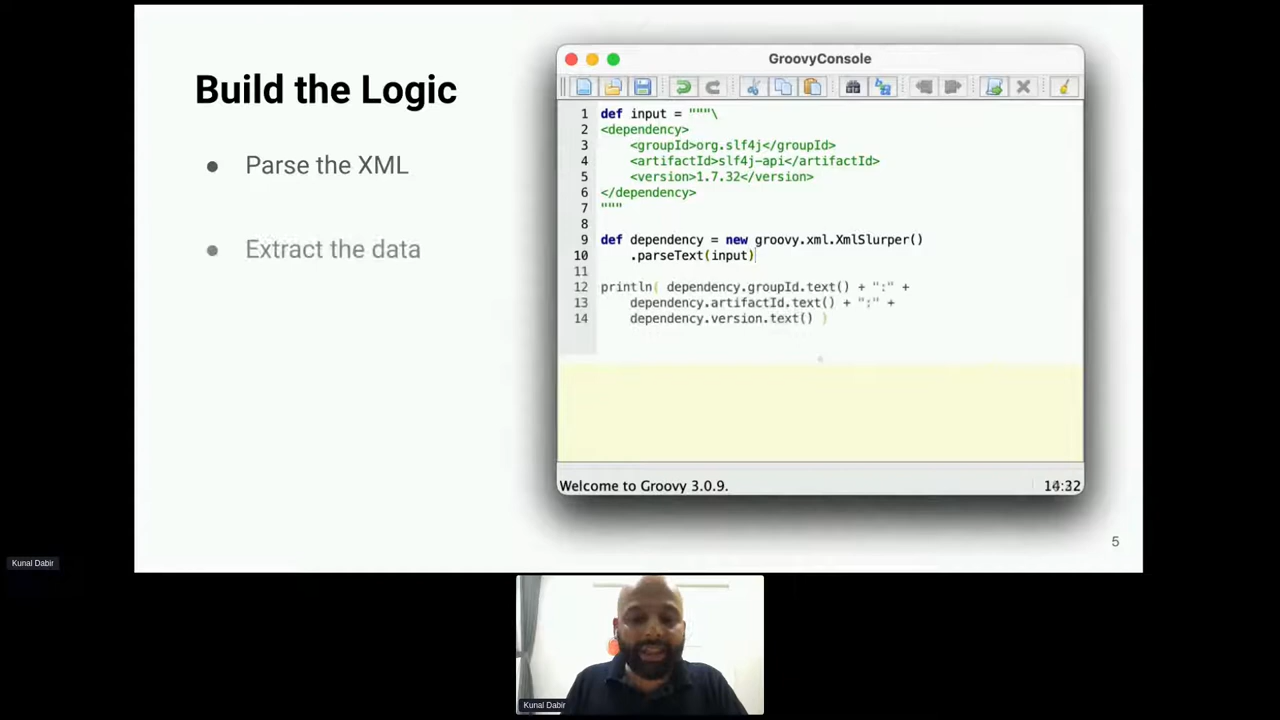 Build the Logic
● Parse the XML
● Extract the data
GroovyConsole
1 def input = """\
2 <dependency>
3     <groupId>org.slf4j</groupId>
4     <artifactId>slf4j-api</artifactId>
5     <version>1.7.32</version>
6 </dependency>
7 """
8
9 def dependency = new groovy.xml.XmlSlurper()
10     .parseText(input)
11
12 println( dependency.groupId.text() + ":" +
13     dependency.artifactId.text() + ":" +
14     dependency.version.text() )
Welcome to Groovy 3.0.9.
14:32
5
Kunal Dabir
Kunal Dabir